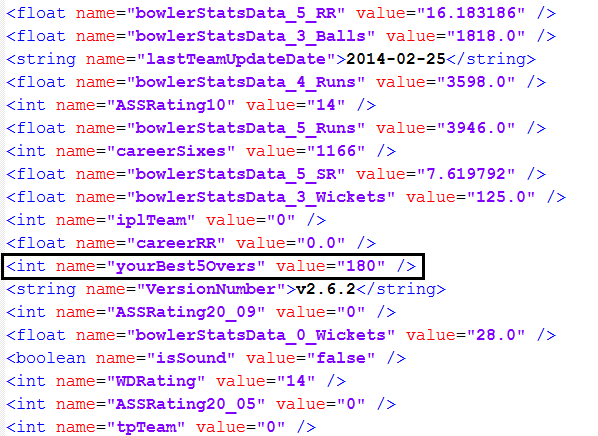 <float name="bowlerStatsData_5_RR" value="16.183186" />
<float name="bowlerStatsData_3_Balls" value="1818.0" />
<string name="lastTeamUpdateDate">2014-02-25</string>
<float name="bowlerStatsData_4_Runs" value="3598.0" />
<int name="ASSRating10" value="14" />
<float name="bowlerStatsData_5_Runs" value="3946.0" />
<int name="careerSixes" value="1166" />
<float name="bowlerStatsData_5_SR" value="7.619792" />
<float name="bowlerStatsData_3_Wickets" value="125.0" />
<int name="iplTeam" value="0" />
<float name="careerRR" value="0.0" />
<int name="yourBest5Overs" value="180" />
<string name="VersionNumber">v2.6.2</string>
<int name="ASSRating20_09" value="0" />
<float name="bowlerStatsData_0_Wickets" value="28.0" />
<boolean name="isSound" value="false" />
<int name="WDRating" value="14" />
<int name="ASSRating20_05" value="0" />
<int name="tpTeam" value="0" />